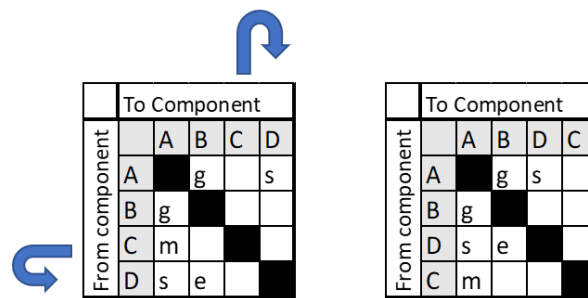 To Component
From component
A B C D
A g s
B g
C m
D s e
To Component
From component
A B D C
A g s
B g
D s e
C m